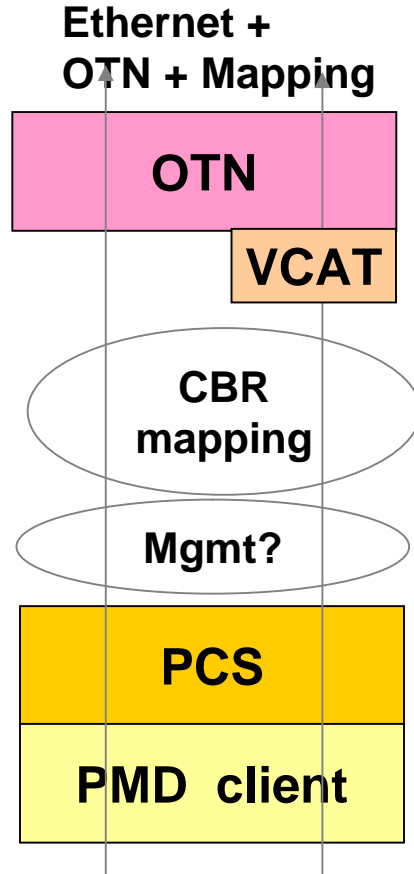 Ethernet +
OTN + Mapping
OTN
VCAT
CBR
mapping
Mgmt?
PCS
PMD client